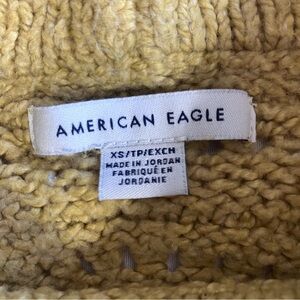 AMERICAN EAGLE
XS/TP/EXCH
MADE IN JORDAN
FABRIQUÉ EN
JORDANIE